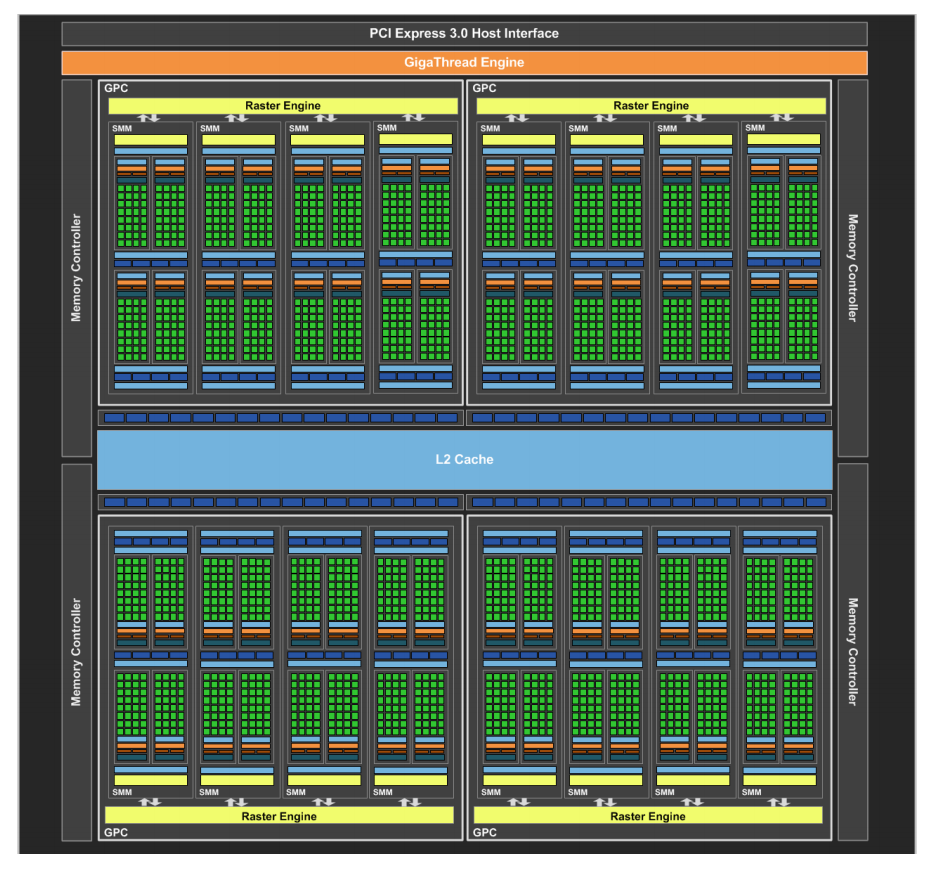 PCI Express 3.0 Host Interface
GigaThread Engine
GPC
Raster Engine
SMM
SMM
SMM
SMM
GPC
Raster Engine
SMM
SMM
SMM
SMM
Memory Controller
Memory Controller
L2 Cache
Memory Controller
Memory Controller
SMM
SMM
SMM
SMM
Raster Engine
GPC
SMM
SMM
SMM
SMM
Raster Engine
GPC